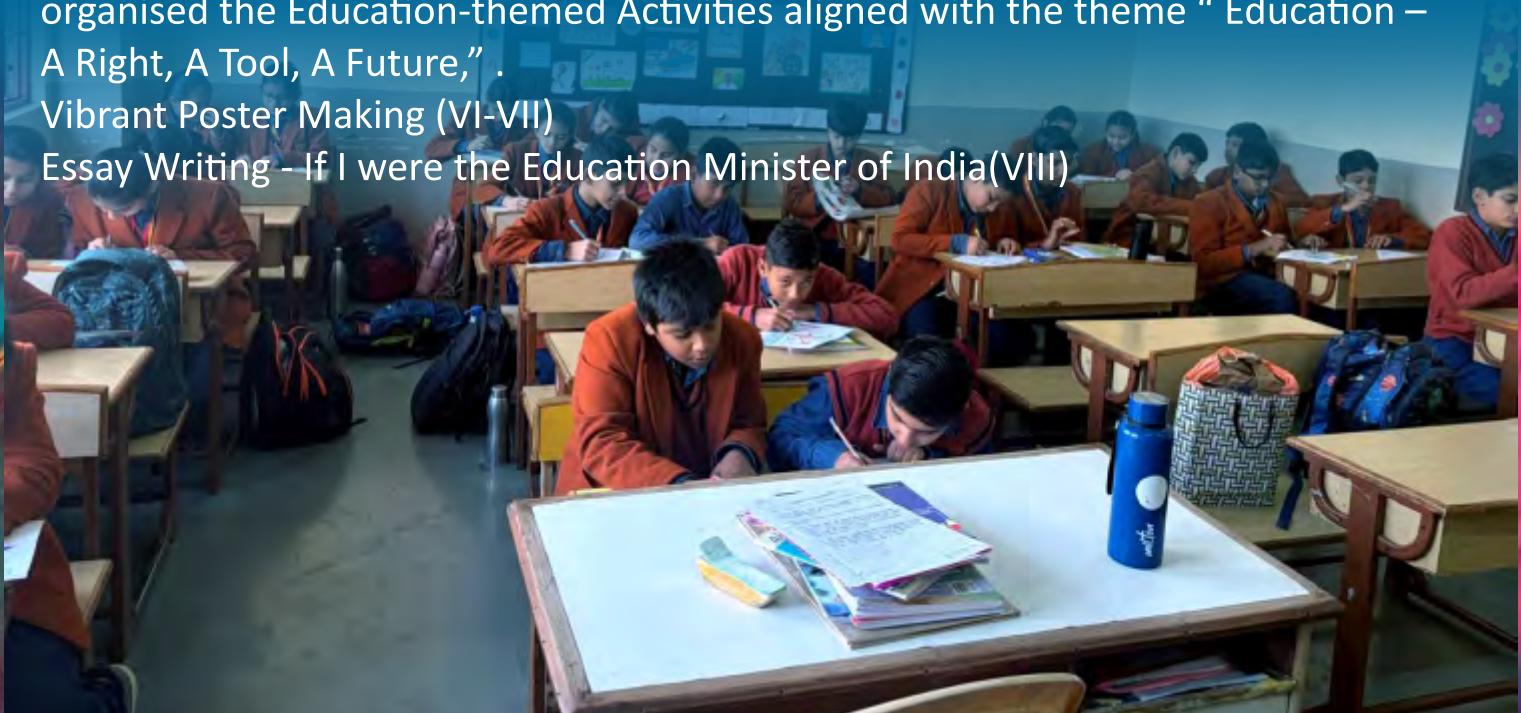 organised the Education-themed Activities aligned with the theme “ Education –
A Right, A Tool, A Future,” .
Vibrant Poster Making (VI-VII)
Essay Writing - If I were the Education Minister of India(VIII)